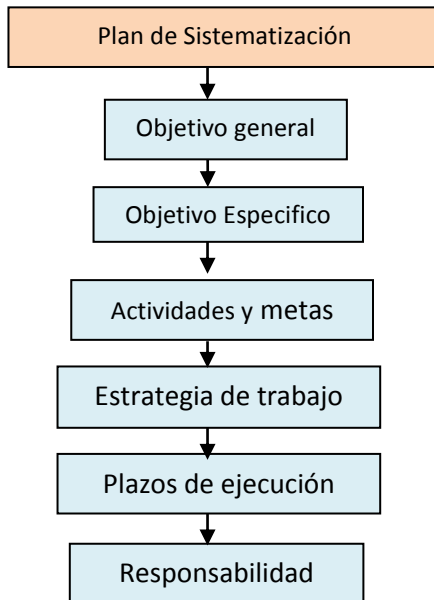 Plan de Sistematización
Objetivo general
Objetivo Especifico
Actividades y metas
Estrategia de trabajo
Plazos de ejecución
Responsabilidad